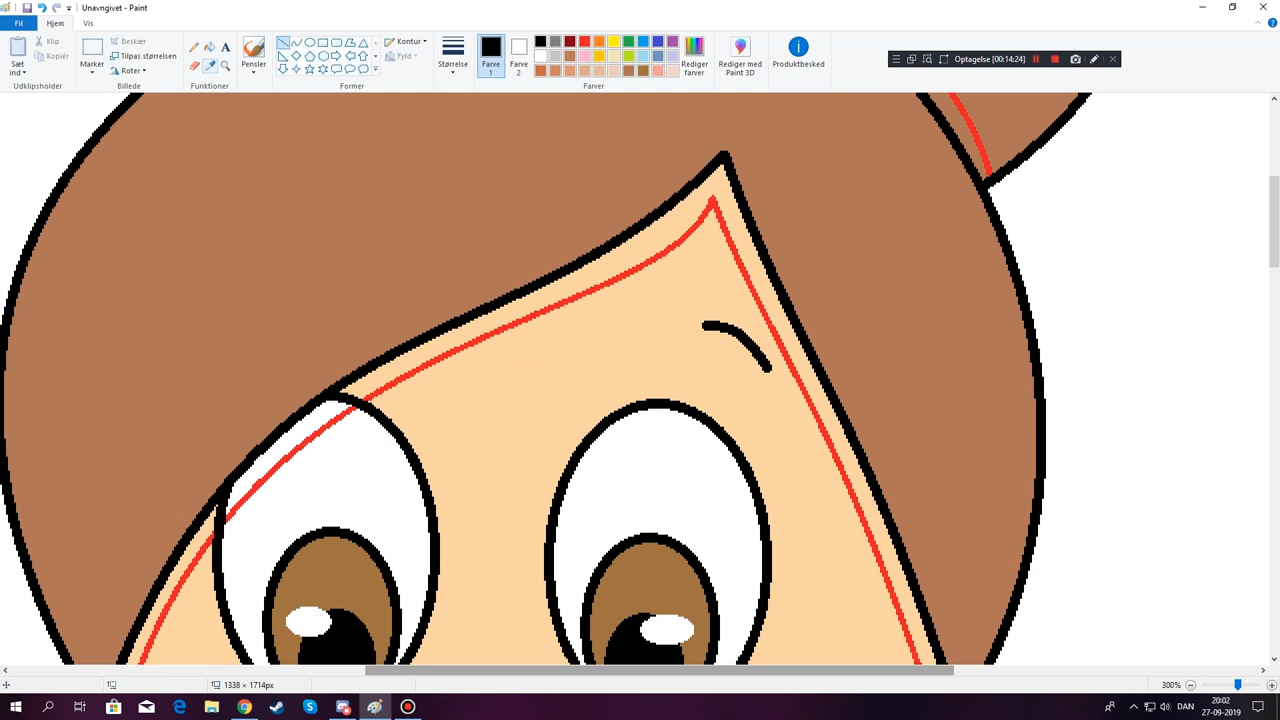 Unavngivet - Paint
Fil Hjem Vis
Sæt ind
Klip
Kopiér
Udklipsholder
Marker
Beskær
Tilpas størrelsen
Roter
Billede
A
Funktioner
Pensler
Kontur
Fyld
Former
Størrelse
Farve 1
Farve 2
Rediger farver
Farver
Rediger med Paint 3D
Produktbesked
Optagelse [00:14:24]
1338 × 1714px
300%
DAN
20:02
27-09-2019